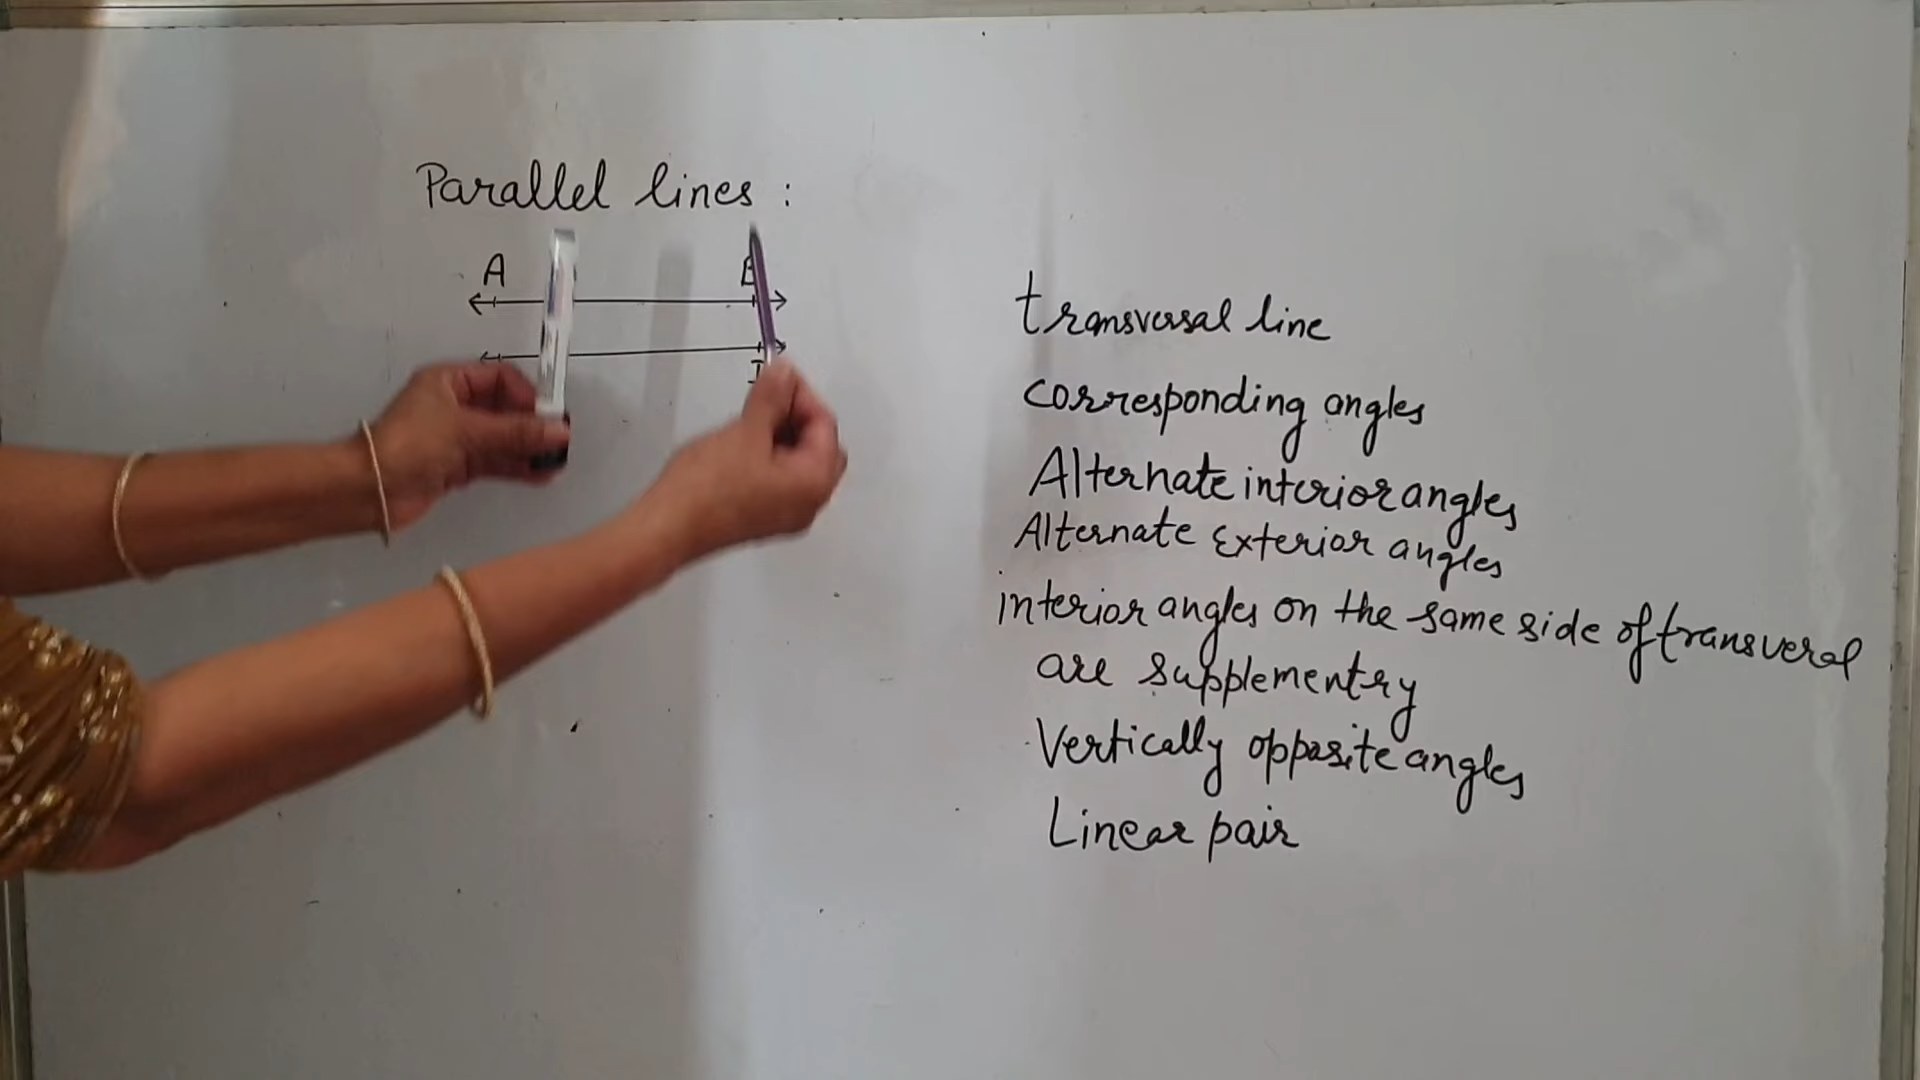 Parallel lines :
A
transversal line
corresponding angles
Alternate interior angles
Alternate Exterior angles
interior angles on the same side of transveral
are supplementry
Vertically opposite angles
Linear pair